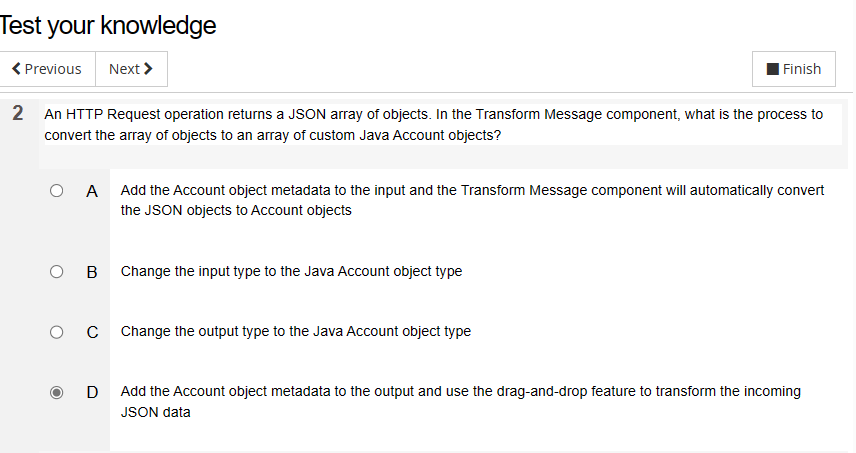 Test your knowledge
Previous Next Finish
2 An HTTP Request operation returns a JSON array of objects. In the Transform Message component, what is the process to
convert the array of objects to an array of custom Java Account objects?
A Add the Account object metadata to the input and the Transform Message component will automatically convert
the JSON objects to Account objects
B Change the input type to the Java Account object type
C Change the output type to the Java Account object type
D Add the Account object metadata to the output and use the drag-and-drop feature to transform the incoming
JSON data